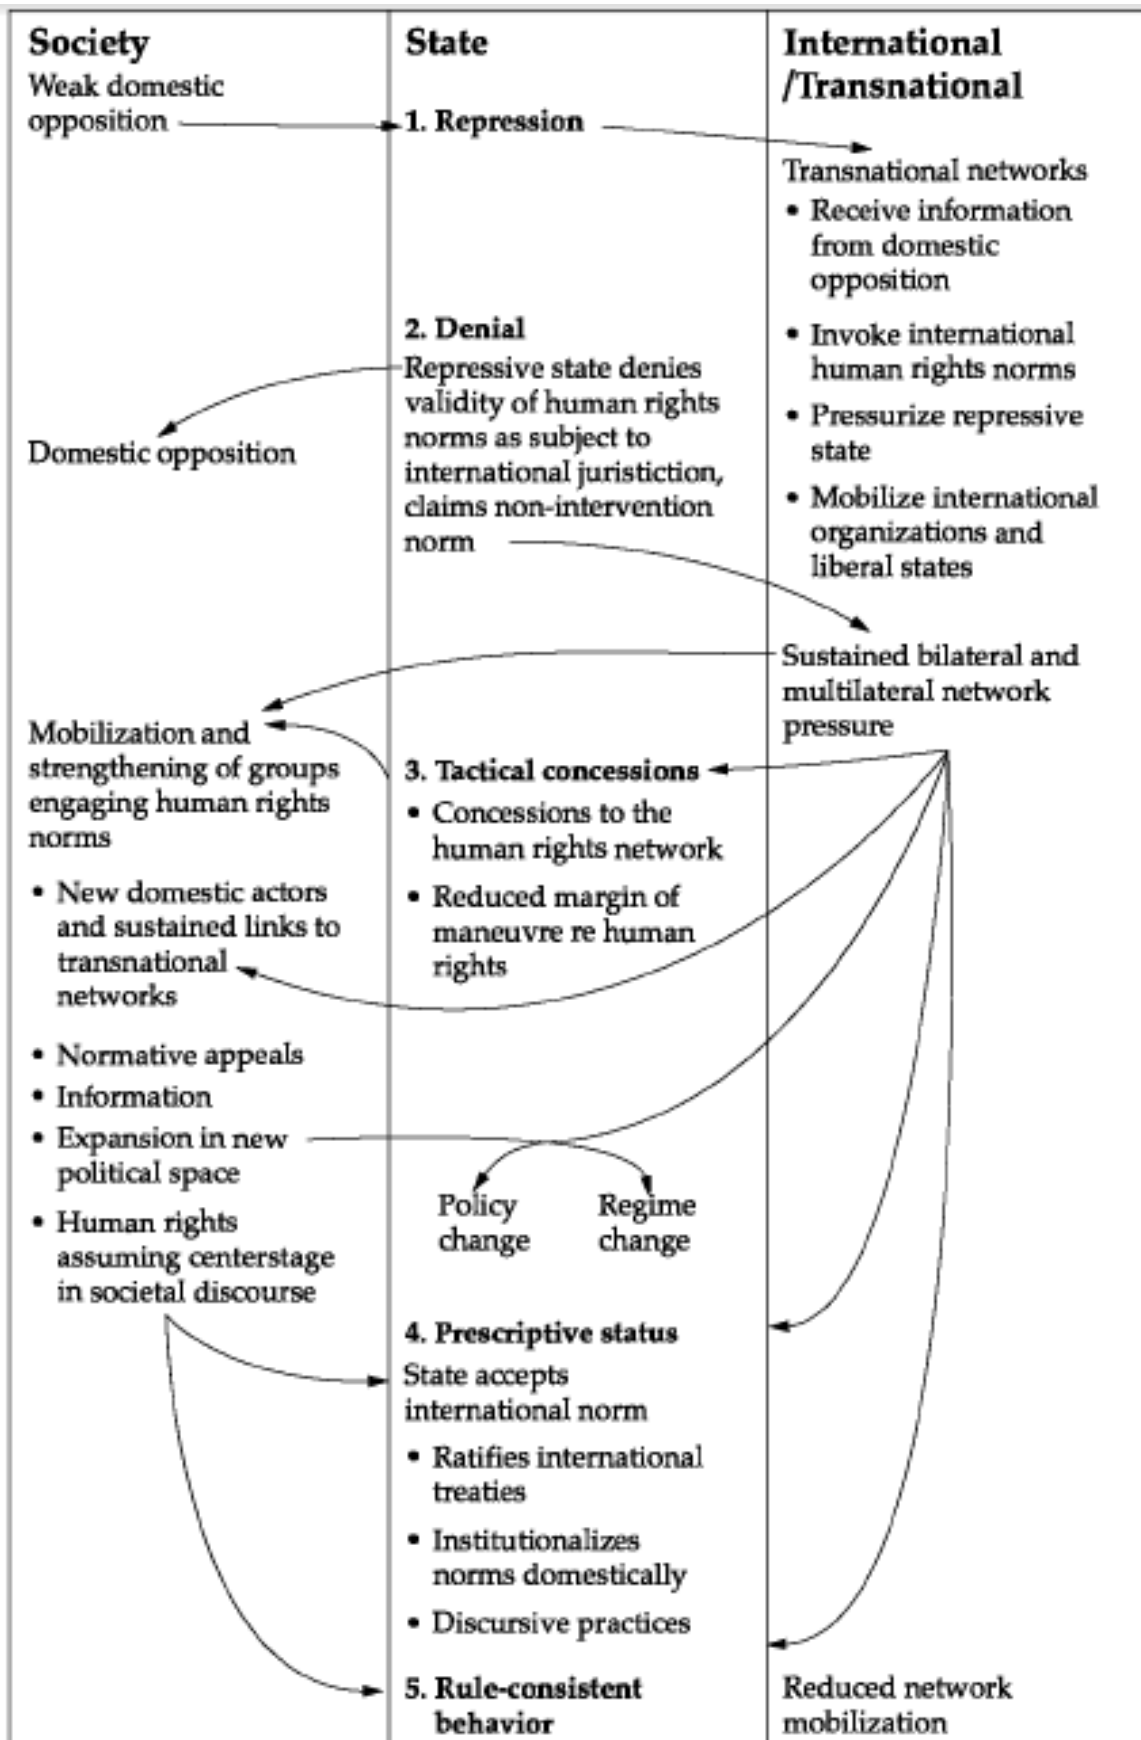 Society
Weak domestic
opposition
State
1. Repression
International
/Transnational
Transnational networks
• Receive information
from domestic
opposition
• Invoke international
human rights norms
• Pressurize repressive
state
• Mobilize international
organizations and
liberal states
2. Denial
Repressive state denies
validity of human rights
norms as subject to
international juristiction,
claims non-intervention
norm
Domestic opposition
Sustained bilateral and
multilateral network
pressure
Mobilization and
strengthening of groups
engaging human rights
norms
• New domestic actors
and sustained links to
transnational
networks
• Normative appeals
• Information
• Expansion in new
political space
• Human rights
assuming centerstage
in societal discourse
3. Tactical concessions
• Concessions to the
human rights network
• Reduced margin of
maneuvre re human
rights
Policy
change
Regime
change
4. Prescriptive status
State accepts
international norm
• Ratifies international
treaties
• Institutionalizes
norms domestically
• Discursive practices
5. Rule-consistent
behavior
Reduced network
mobilization